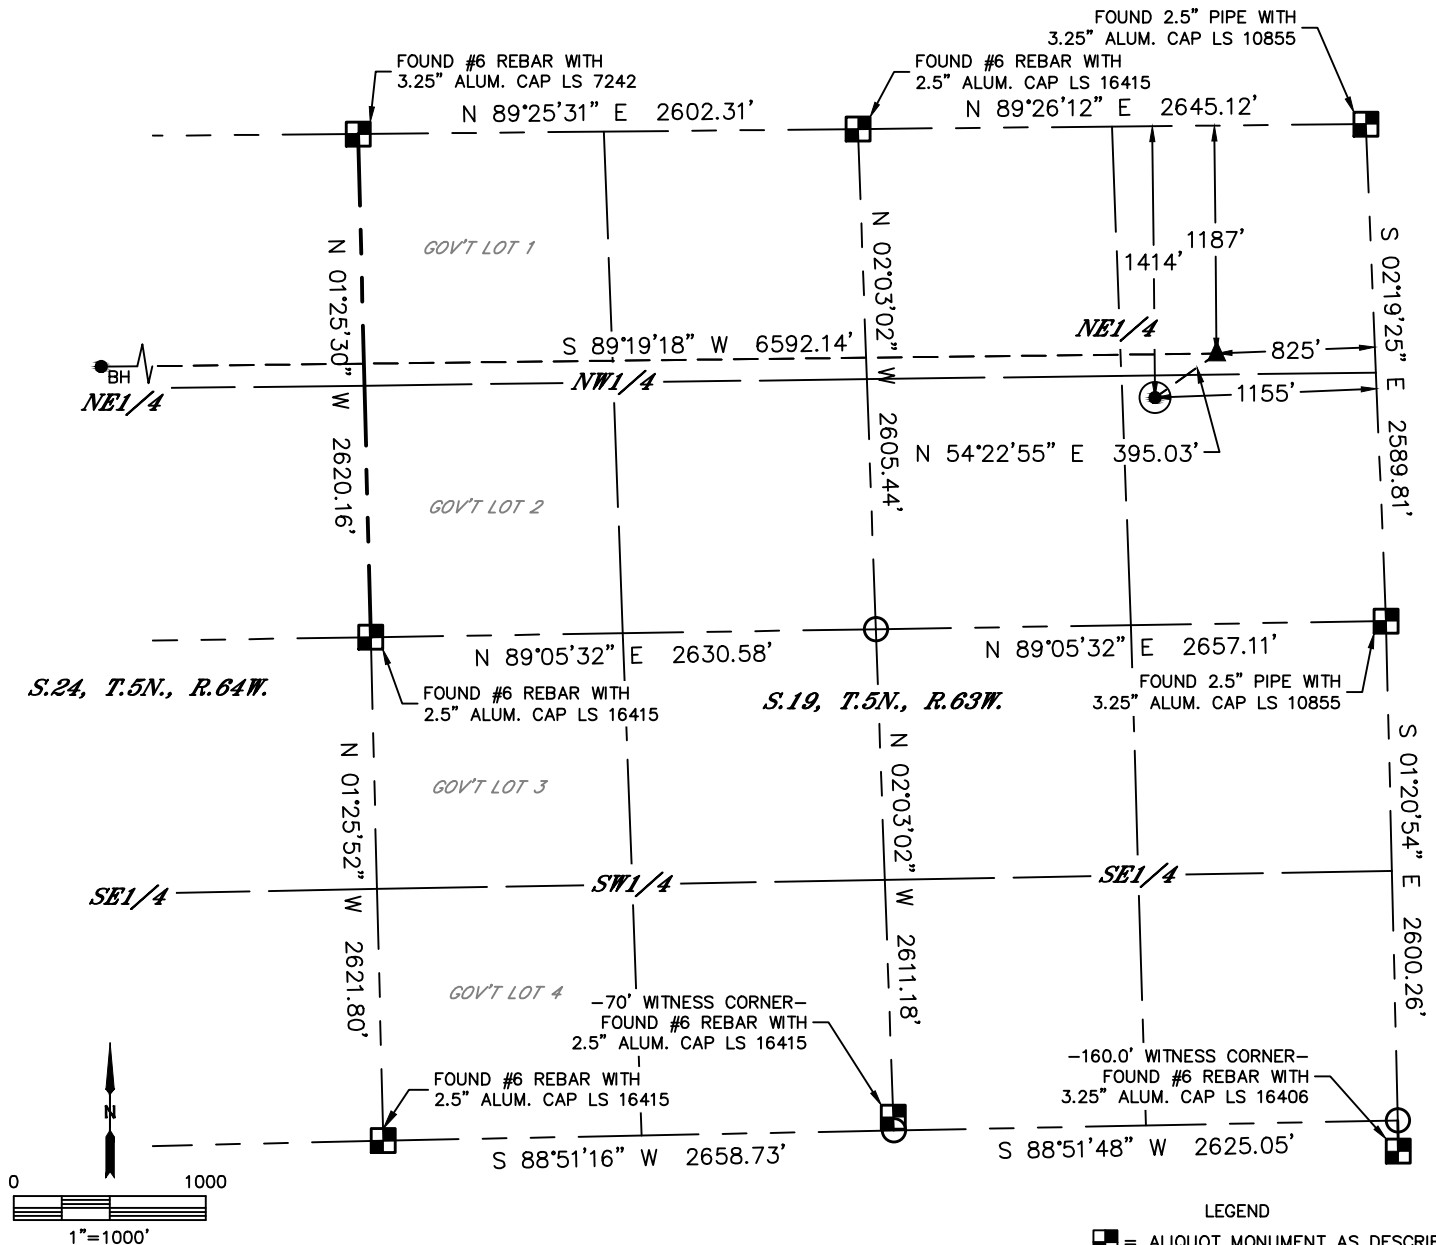 FOUND 2.5" PIPE WITH
3.25" ALUM. CAP LS 10855
FOUND #6 REBAR WITH
3.25" ALUM. CAP LS 7242
FOUND #6 REBAR WITH
2.5" ALUM. CAP LS 16415
N 89°25'31" E 2602.31'
N 89°26'12" E 2645.12'
GOV'T LOT 1
N 01°25'30" W 2620.16'
N 02°03'02" W 2605.44'
S 02°19'25" E 2589.81'
1187'
1414'
NE1/4
S 89°19'18" W 6592.14'
825'
BH
NE1/4
NW1/4
1155'
N 54°22'55" E 395.03'
GOV'T LOT 2
N 89°05'32" E 2630.58'
N 89°05'32" E 2657.11'
S.24, T.5N., R.64W.
FOUND #6 REBAR WITH
2.5" ALUM. CAP LS 16415
S.19, T.5N., R.63W.
FOUND 2.5" PIPE WITH
3.25" ALUM. CAP LS 10855
N 01°25'52" W 2621.80'
N 02°03'02" W 2611.18'
S 01°20'54" E 2600.26'
GOV'T LOT 3
SE1/4
SW1/4
SE1/4
GOV'T LOT 4
-70' WITNESS CORNER-
FOUND #6 REBAR WITH
2.5" ALUM. CAP LS 16415
-160.0' WITNESS CORNER-
FOUND #6 REBAR WITH
3.25" ALUM. CAP LS 16406
FOUND #6 REBAR WITH
2.5" ALUM. CAP LS 16415
N
S 88°51'16" W 2658.73'
S 88°51'48" W 2625.05'
0 1000
1"=1000'
LEGEND
= ALIQUOT MONUMENT AS